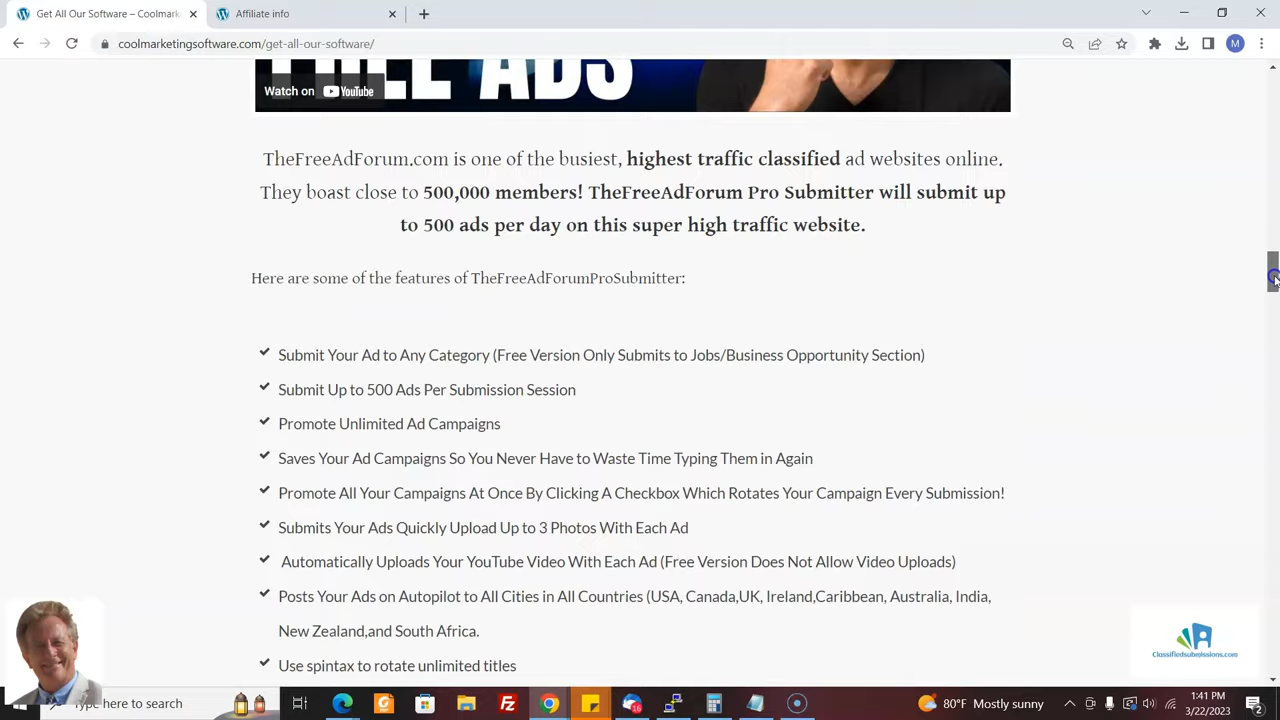 Get All Our Software – Coolmark
Affiliate info
coolmarketingsoftware.com/get-all-our-software/
M
FREE ADS
Watch on YouTube
TheFreeAdForum.com is one of the busiest, highest traffic classified ad websites online.
They boast close to 500,000 members! TheFreeAdForum Pro Submitter will submit up
to 500 ads per day on this super high traffic website.
Here are some of the features of TheFreeAdForumProSubmitter:
Submit Your Ad to Any Category (Free Version Only Submits to Jobs/Business Opportunity Section)
Submit Up to 500 Ads Per Submission Session
Promote Unlimited Ad Campaigns
Saves Your Ad Campaigns So You Never Have to Waste Time Typing Them in Again
Promote All Your Campaigns At Once By Clicking A Checkbox Which Rotates Your Campaign Every Submission!
Submits Your Ads Quickly Upload Up to 3 Photos With Each Ad
Automatically Uploads Your YouTube Video With Each Ad (Free Version Does Not Allow Video Uploads)
Posts Your Ads on Autopilot to All Cities in All Countries (USA, Canada,UK, Ireland,Caribbean, Australia, India,
New Zealand,and South Africa.
Use spintax to rotate unlimited titles
Classifiedsubmissions.com
Type here to search
16
80°F Mostly sunny
1:41 PM
3/22/2023
2